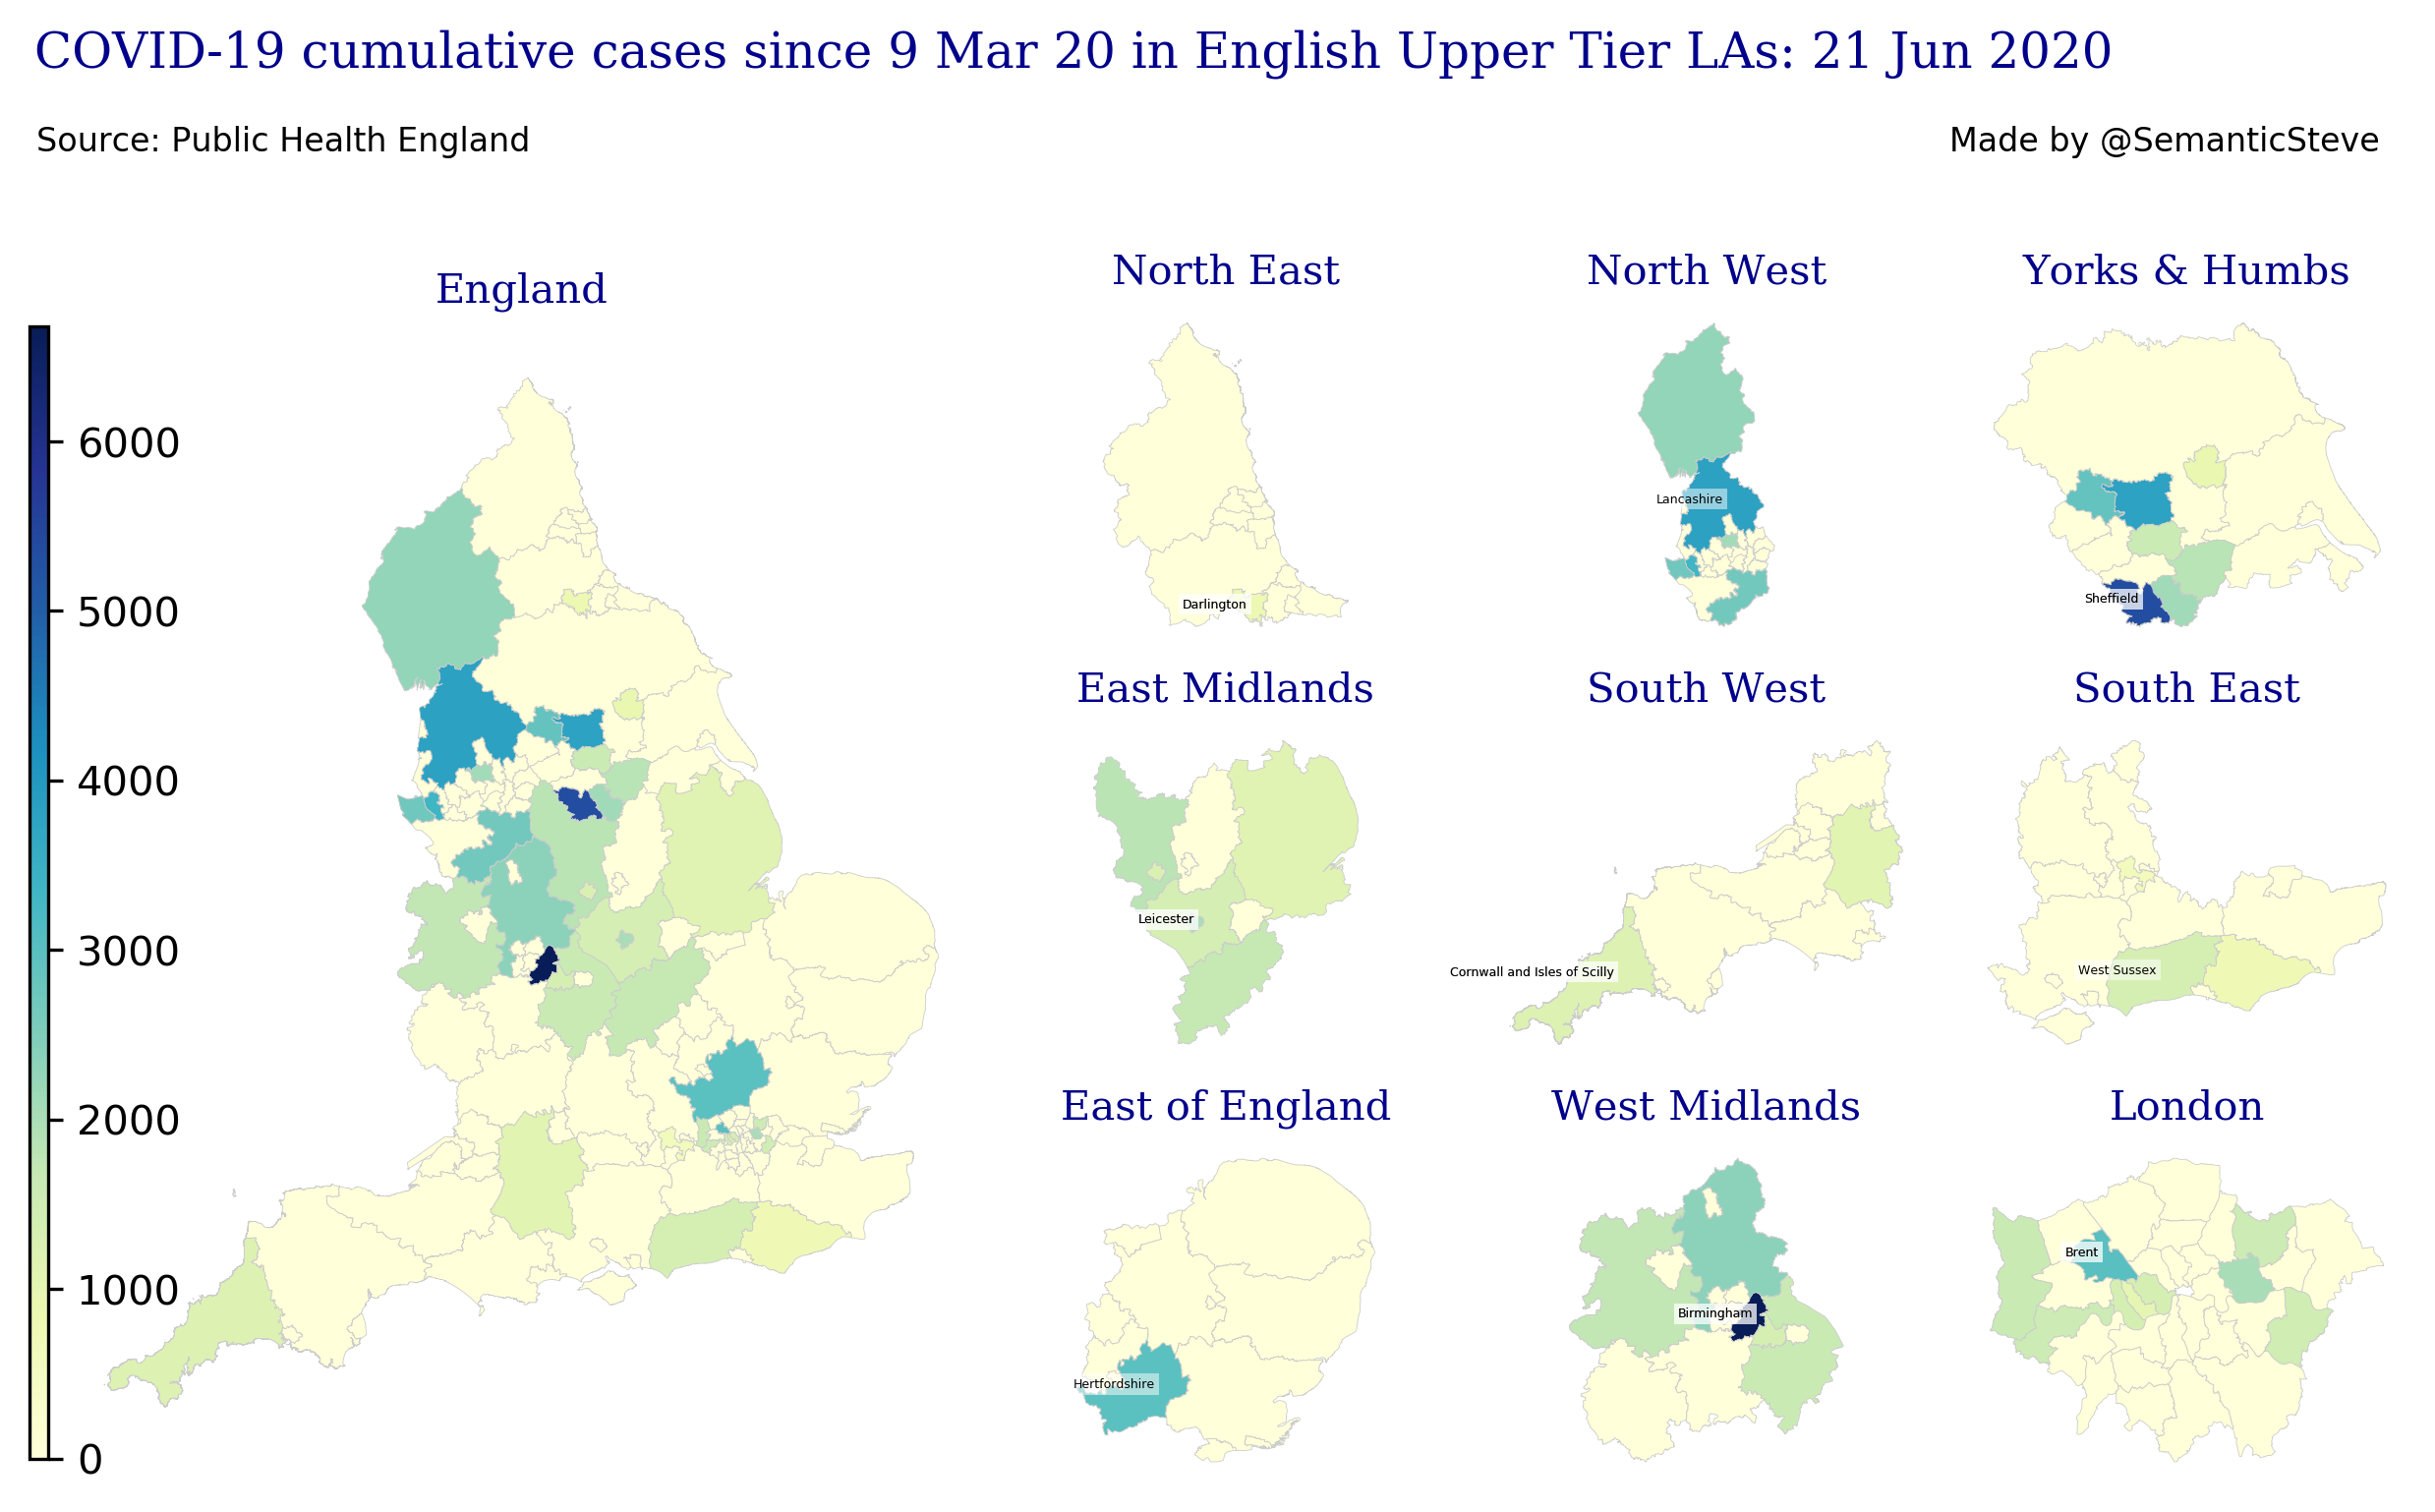 COVID-19 cumulative cases since 9 Mar 20 in English Upper Tier LAs: 21 Jun 2020
Source: Public Health England
Made by @SemanticSteve
England
6000
5000
4000
3000
2000
1000
0
North East
Darlington
North West
Lancashire
Yorks & Humbs
Sheffield
East Midlands
Leicester
South West
Cornwall and Isles of Scilly
South East
West Sussex
East of England
Hertfordshire
West Midlands
Birmingham
London
Brent